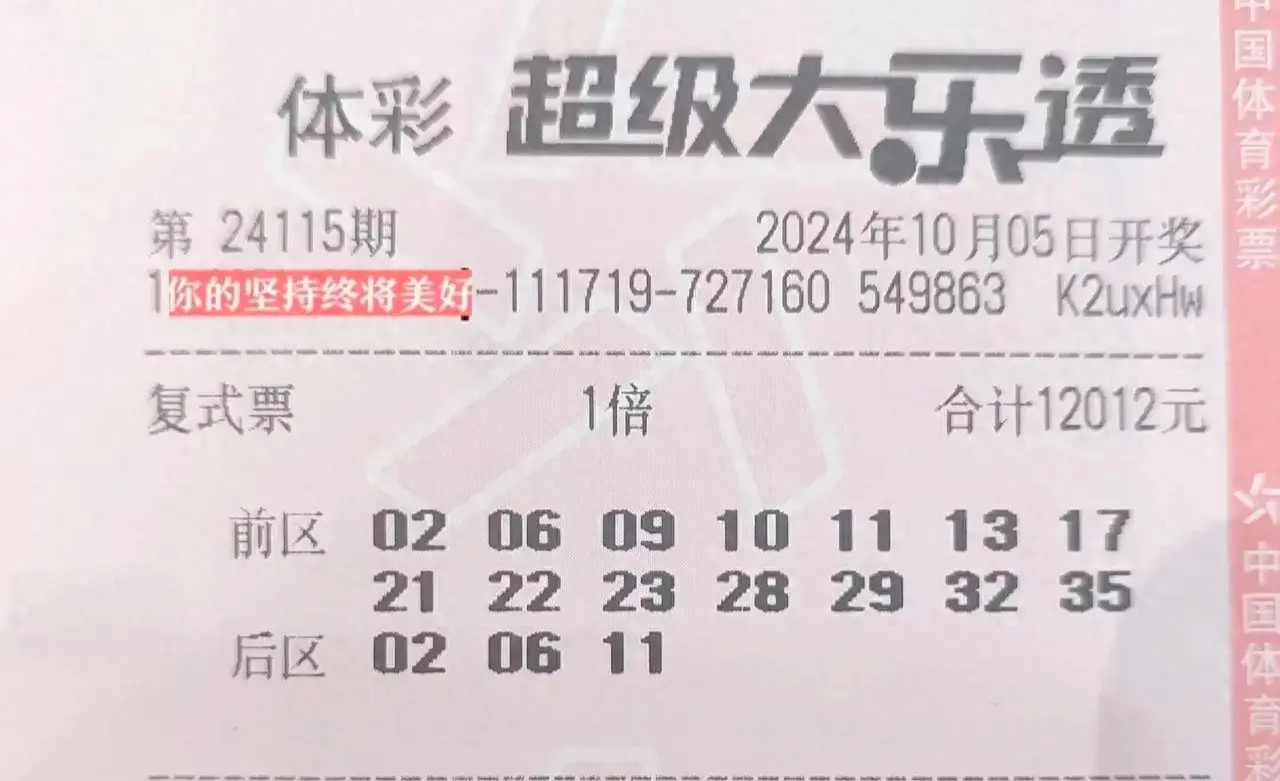 体彩 超级大乐透
第 24115期 2024年10月05日开奖
1你的坚持终将美好-111719-727160 549863 K2uxHw
复式票 1倍 合计12012元
前区 02 06 09 10 11 13 17
21 22 23 28 29 32 35
后区 02 06 11
中国体育彩票
中国体育彩